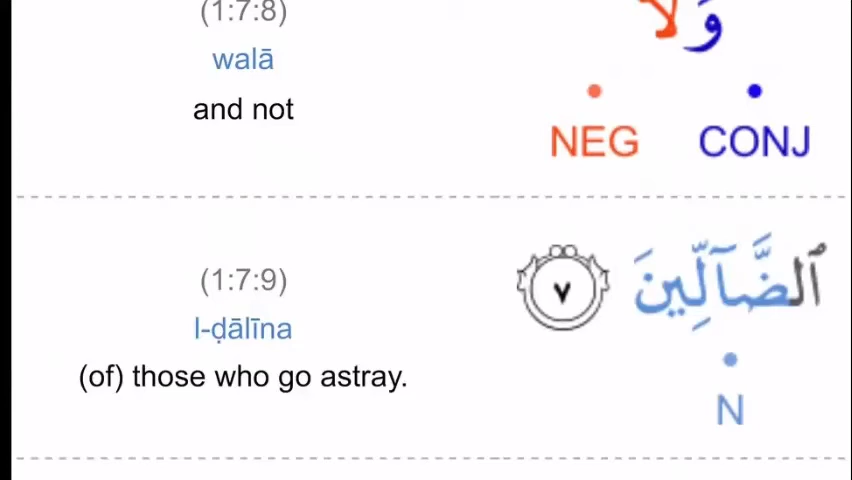 (1:7:8)
walā
and not
وَلَا
NEG CONJ
(1:7:9)
l-ḍālīna
(of) those who go astray.
ٱلضَّآلِّينَ ٧
N